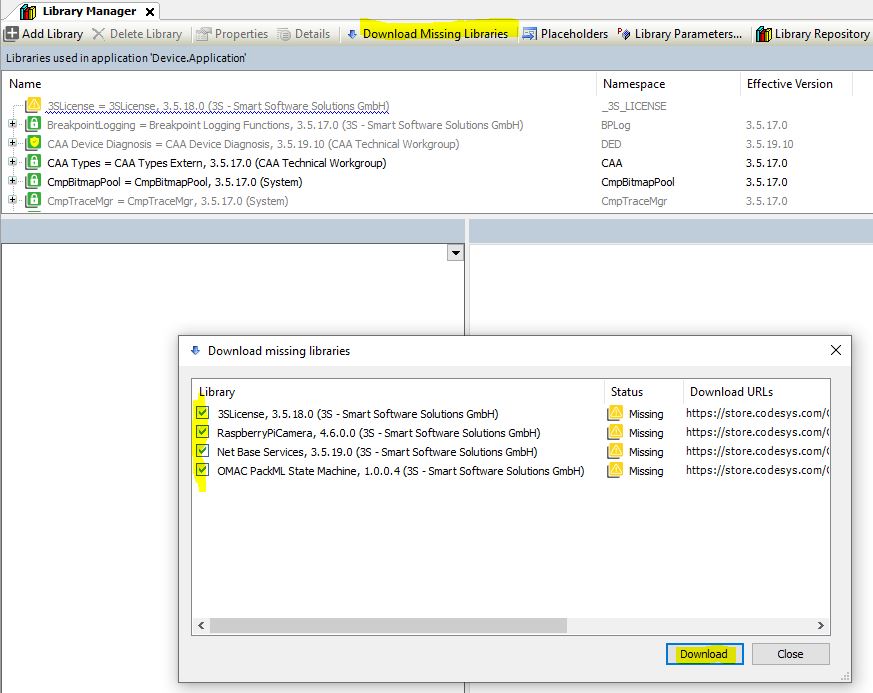 Library Manager
Add Library Delete Library Properties Details Download Missing Libraries Placeholders Library Parameters... Library Repository
Libraries used in application 'Device.Application'
Name Namespace Effective Version
3SLicense = 3SLicense, 3.5.18.0 (3S - Smart Software Solutions GmbH) _3S_LICENSE
BreakpointLogging = Breakpoint Logging Functions, 3.5.17.0 (3S - Smart Software Solutions GmbH) BPLog 3.5.17.0
CAA Device Diagnosis = CAA Device Diagnosis, 3.5.19.10 (CAA Technical Workgroup) DED 3.5.19.10
CAA Types = CAA Types Extern, 3.5.17.0 (CAA Technical Workgroup) CAA 3.5.17.0
CmpBitmapPool = CmpBitmapPool, 3.5.17.0 (System) CmpBitmapPool 3.5.17.0
CmpTraceMgr = CmpTraceMgr, 3.5.17.0 (System) CmpTraceMgr 3.5.17.0
Download missing libraries
Library Status Download URLs
3SLicense, 3.5.18.0 (3S - Smart Software Solutions GmbH) Missing https://store.codesys.com/
RaspberryPiCamera, 4.6.0.0 (3S - Smart Software Solutions GmbH) Missing https://store.codesys.com/
Net Base Services, 3.5.19.0 (3S - Smart Software Solutions GmbH) Missing https://store.codesys.com/
OMAC PackML State Machine, 1.0.0.4 (3S - Smart Software Solutions GmbH) Missing https://store.codesys.com/
Download Close